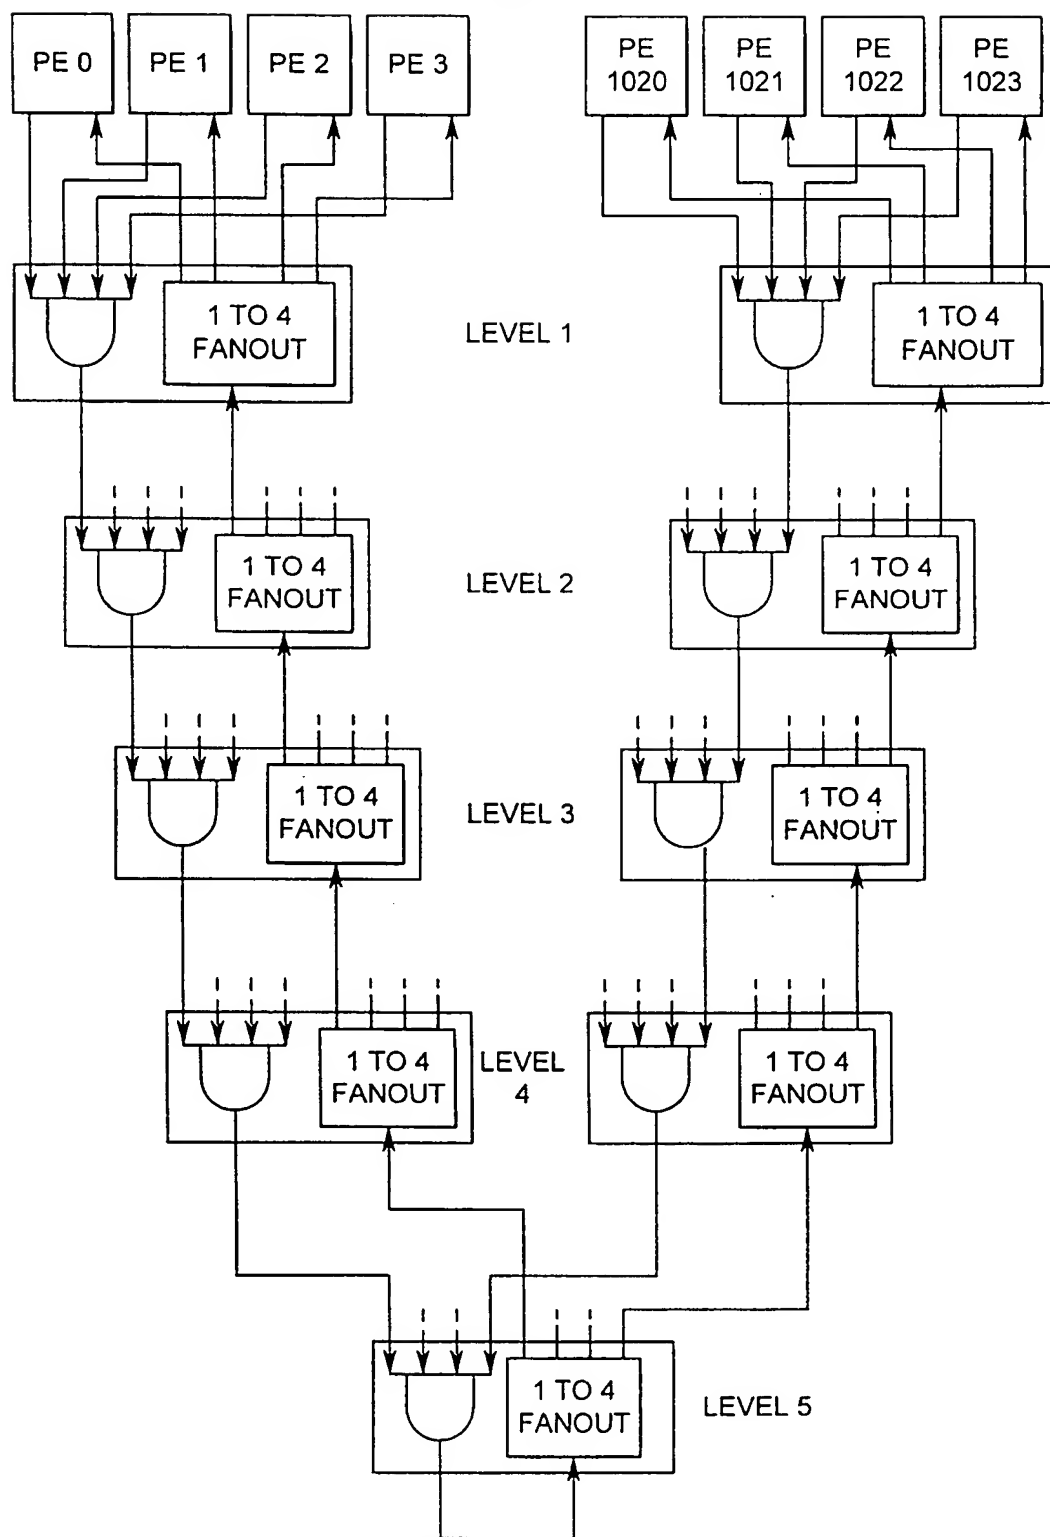 PE 0
PE 1
PE 2
PE 3
PE
1020
PE
1021
PE
1022
PE
1023
1 TO 4
FANOUT
LEVEL 1
1 TO 4
FANOUT
1 TO 4
FANOUT
LEVEL 2
1 TO 4
FANOUT
1 TO 4
FANOUT
LEVEL 3
1 TO 4
FANOUT
1 TO 4
FANOUT
LEVEL
4
1 TO 4
FANOUT
1 TO 4
FANOUT
LEVEL 5